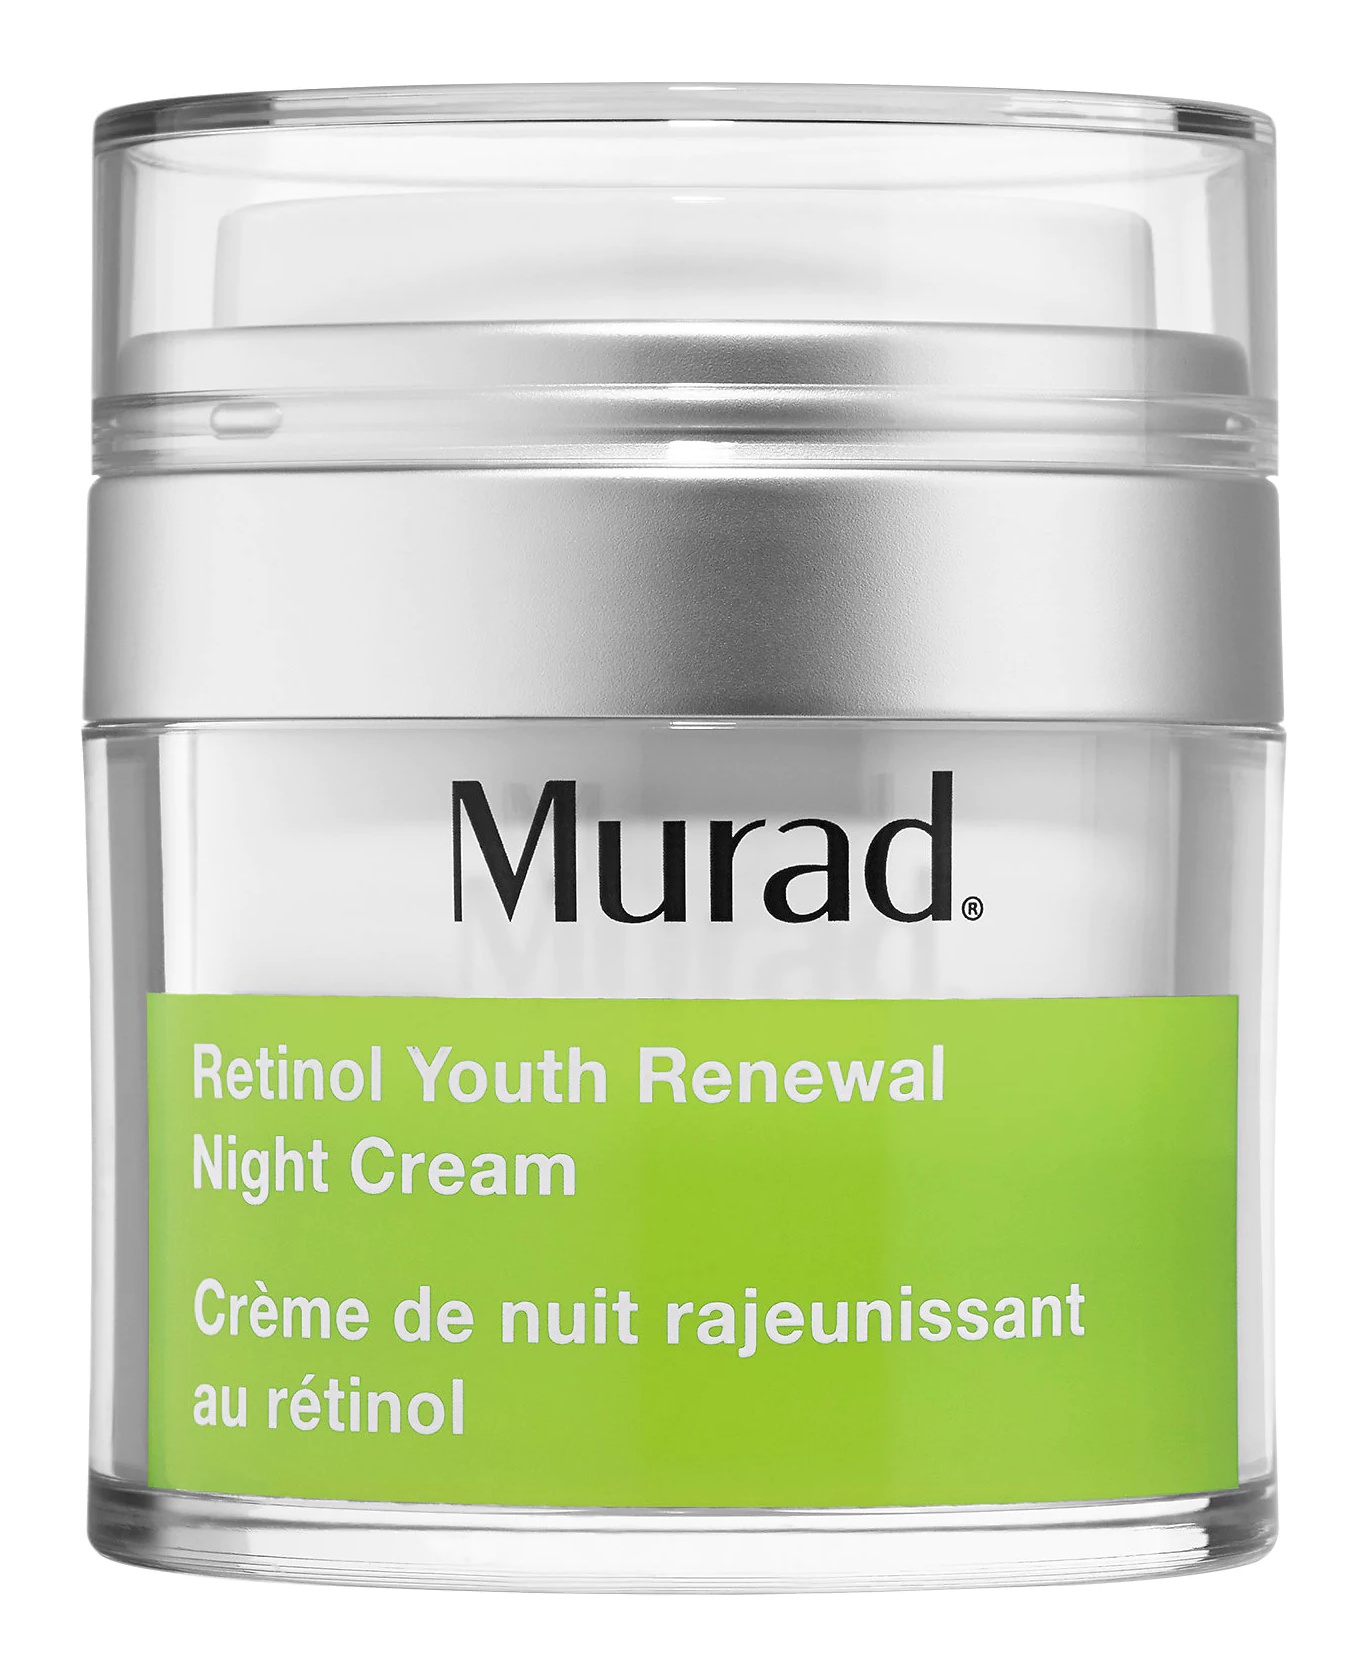 Murad®
Retinol Youth Renewal
Night Cream
Crème de nuit rajeunissant
au rétinol